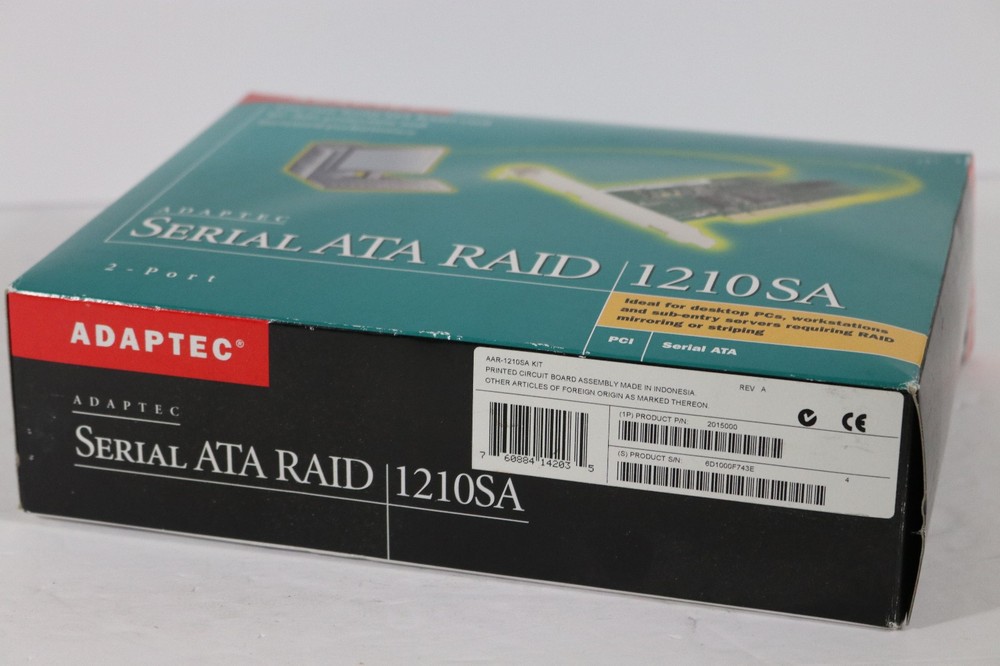 ADAPTEC
SERIAL ATA RAID 1210SA
2-port
Ideal for desktop PCs, workstations
and sub-entry servers requiring RAID
mirroring or striping
PCI Serial ATA
ADAPTEC®
ADAPTEC
SERIAL ATA RAID 1210SA
AAR-1210SA KIT
PRINTED CIRCUIT BOARD ASSEMBLY MADE IN INDONESIA
OTHER ARTICLES OF FOREIGN ORIGIN AS MARKED THEREON
REV A
(1P) PRODUCT P/N: 2015000
(S) PRODUCT S/N: 6D1000F743E
4
7 60884 14203 5
CE